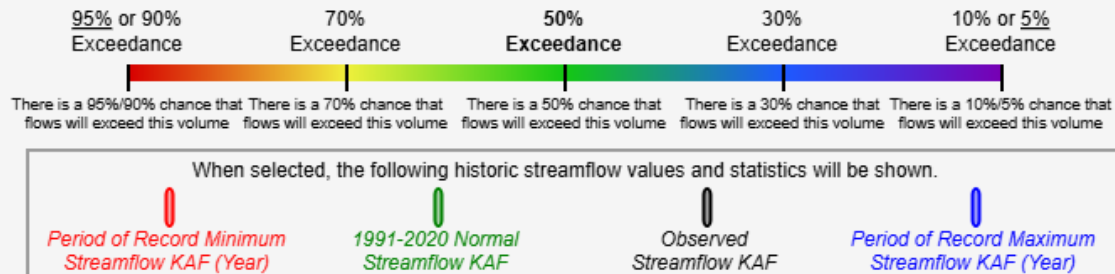 95% or 90%
Exceedance
70%
Exceedance
50%
Exceedance
30%
Exceedance
10% or 5%
Exceedance
There is a 95%/90% chance that
flows will exceed this volume
There is a 70% chance that
flows will exceed this volume
There is a 50% chance that
flows will exceed this volume
There is a 30% chance that
flows will exceed this volume
There is a 10%/5% chance that
flows will exceed this volume
When selected, the following historic streamflow values and statistics will be shown.
Period of Record Minimum
Streamflow KAF (Year)
1991-2020 Normal
Streamflow KAF
Observed
Streamflow KAF
Period of Record Maximum
Streamflow KAF (Year)